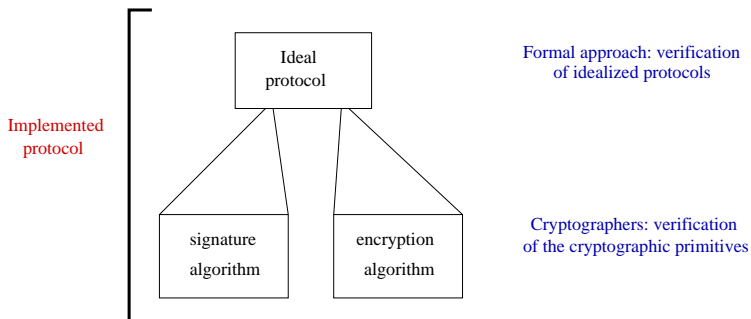 Ideal
protocol
Formal approach: verification
of idealized protocols
Implemented
protocol
signature
algorithm
encryption
algorithm
Cryptographers: verification
of the cryptographic primitives